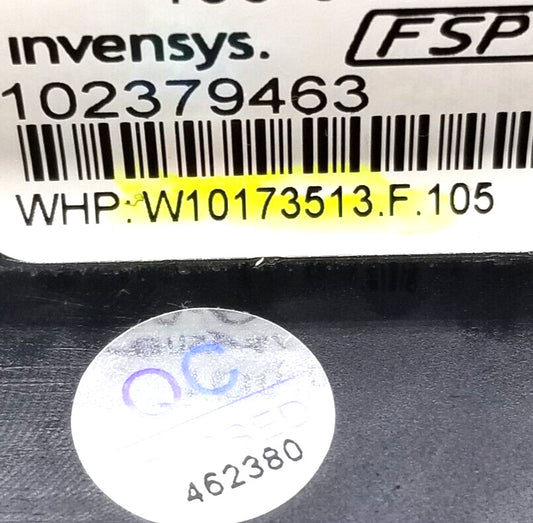 invensys.
FSP
102379463
WHP:W10173513.F.105
QC
462380